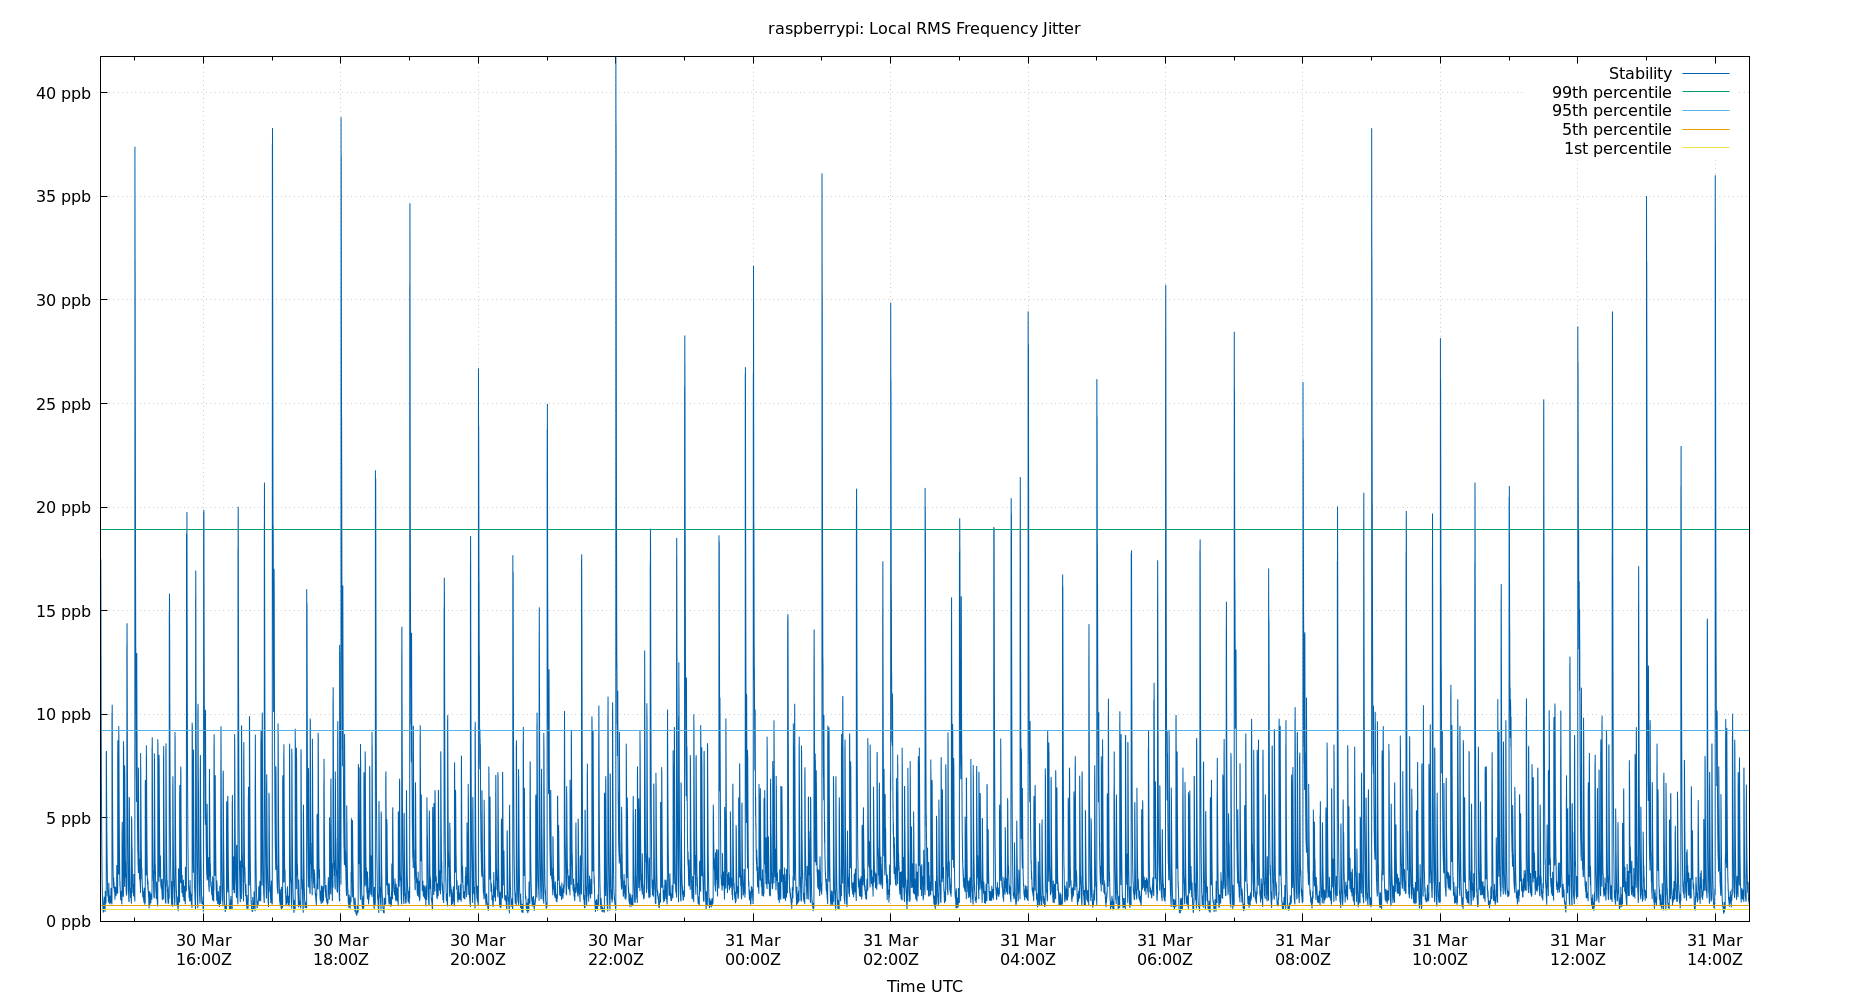 raspberrypi: Local RMS Frequency Jitter
Stability
99th percentile
95th percentile
5th percentile
1st percentile
40 ppb
35 ppb
30 ppb
25 ppb
20 ppb
15 ppb
10 ppb
5 ppb
0 ppb
30 Mar 30 Mar 30 Mar 30 Mar 31 Mar 31 Mar 31 Mar 31 Mar 31 Mar 31 Mar 31 Mar 31 Mar
16:00Z 18:00Z 20:00Z 22:00Z 00:00Z 02:00Z 04:00Z 06:00Z 08:00Z 10:00Z 12:00Z 14:00Z
Time UTC